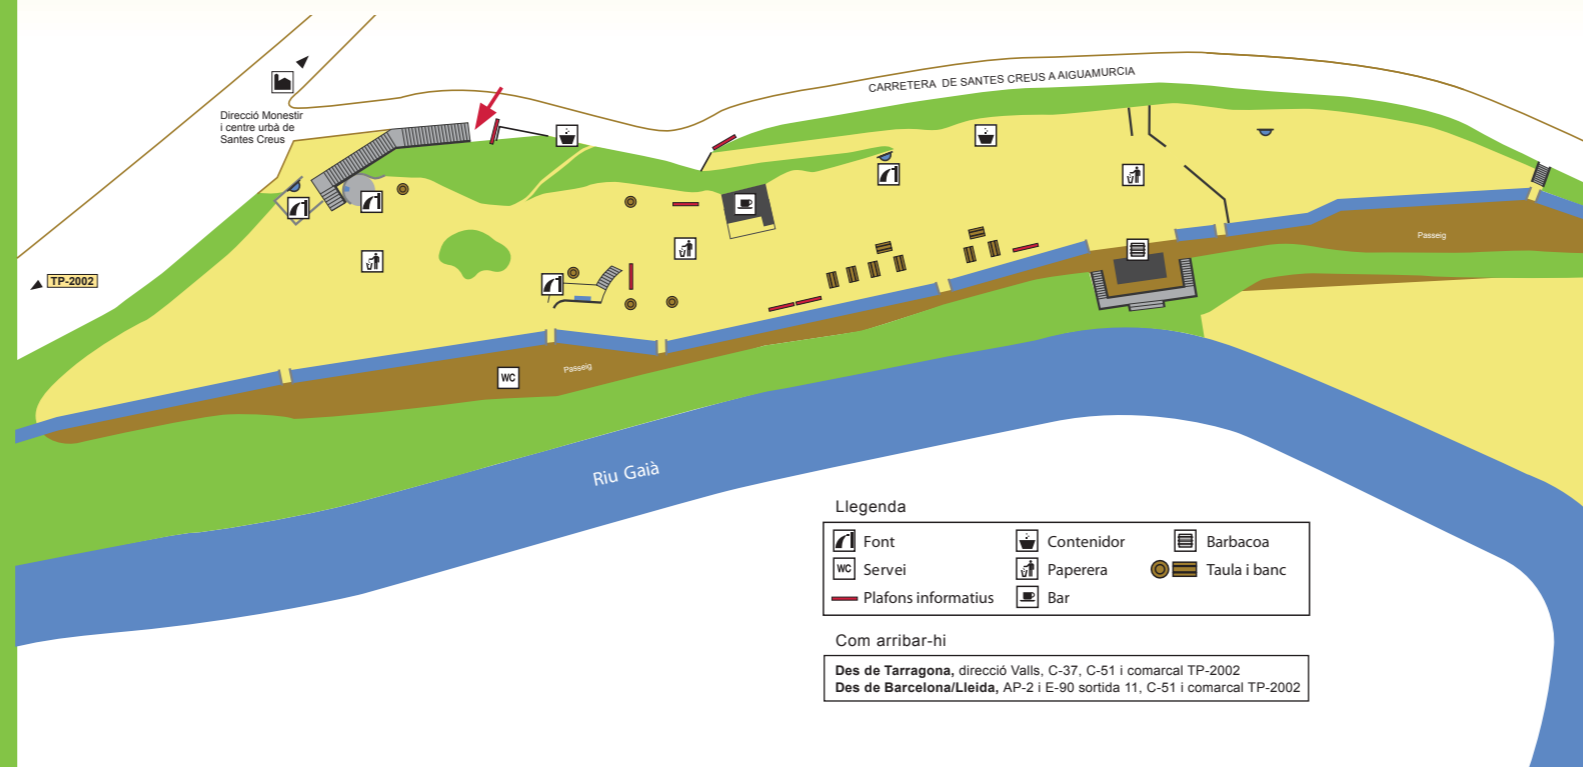 CARRETERA DE SANTES CREUS A AIGUAMURCIA
Direcció Monestir
i centre urbà de
Santes Creus
TP-2002
Passeig
WC
Passeig
Riu Gaià
Llegenda
Font
Contenidor
Barbacoa
WC Servei
Paperera
Taula i banc
Plafons informatius
Bar
Com arribar-hi
Des de Tarragona, direcció Valls, C-37, C-51 i comarcal TP-2002
Des de Barcelona/Lleida, AP-2 i E-90 sortida 11, C-51 i comarcal TP-2002